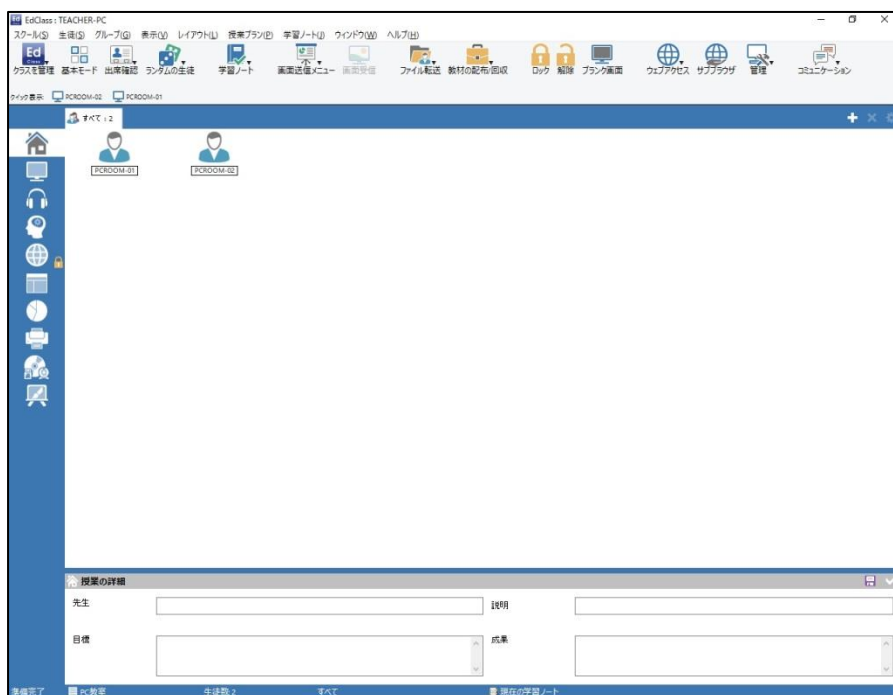 EdClass : TEACHER-PC
スクール(S) 生徒(S) グループ(G) 表示(V) レイアウト(L) 授業プラン(P) 学習ノート(J) ウィンドウ(W) ヘルプ(H)
Ed
Class
クラスを管理 基本モード 出席確認 ランダムの生徒 学習ノート 画面送信メニュー 画面受信 ファイル転送 教材の配布/回収 ロック 解除 ブランク画面 ウェブアクセス サブブラウザ 管理 コミュニケーション
クイック表示: PCROOM-02 PCROOM-01
すべて : 2
PCROOM-01 PCROOM-02
授業の詳細
先生 説明
目標 成果
準備完了 PC教室 生徒数: 2 すべて 現在の学習ノート